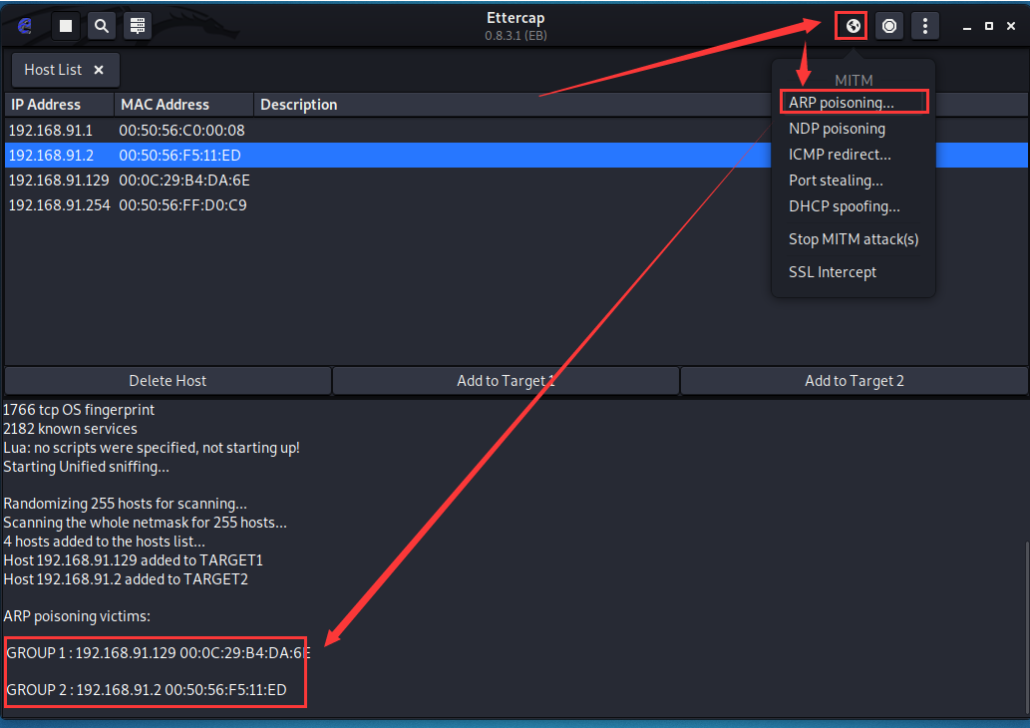 Ettercap
0.8.3.1 (EB)
Host List ×
IP Address MAC Address Description
192.168.91.1 00:50:56:C0:00:08
192.168.91.2 00:50:56:F5:11:ED
192.168.91.129 00:0C:29:B4:DA:6E
192.168.91.254 00:50:56:FF:D0:C9
MITM
ARP poisoning...
NDP poisoning
ICMP redirect...
Port stealing...
DHCP spoofing...
Stop MITM attack(s)
SSL Intercept
Delete Host Add to Target 1 Add to Target 2
1766 tcp OS fingerprint
2182 known services
Lua: no scripts were specified, not starting up!
Starting Unified sniffing...
Randomizing 255 hosts for scanning...
Scanning the whole netmask for 255 hosts...
4 hosts added to the hosts list...
Host 192.168.91.129 added to TARGET1
Host 192.168.91.2 added to TARGET2
ARP poisoning victims:
GROUP 1 : 192.168.91.129 00:0C:29:B4:DA:6E
GROUP 2 : 192.168.91.2 00:50:56:F5:11:ED